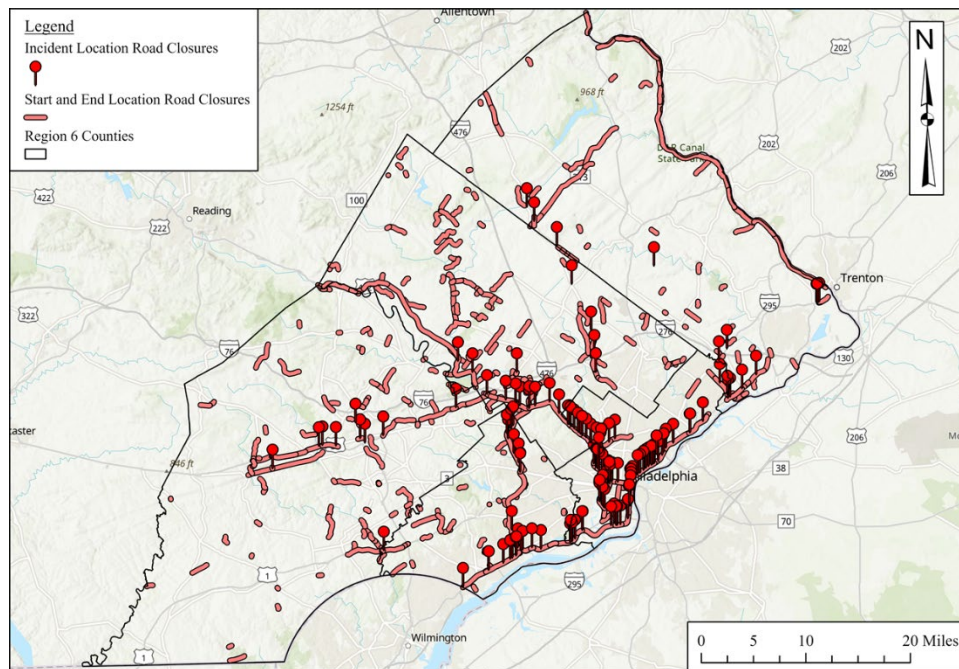 Legend
Incident Location Road Closures
Start and End Location Road Closures
Region 6 Counties
N
Allentown
202
1254 ft
968 ft
476
202
D&R Canal
State Park
206
100
422
Reading
222
13
Trenton
295
322
276
130
76
476
76
206
caster
846 ft
3
Philadelphia
38
70
1
295
Wilmington
1
0 5 10 20 Miles